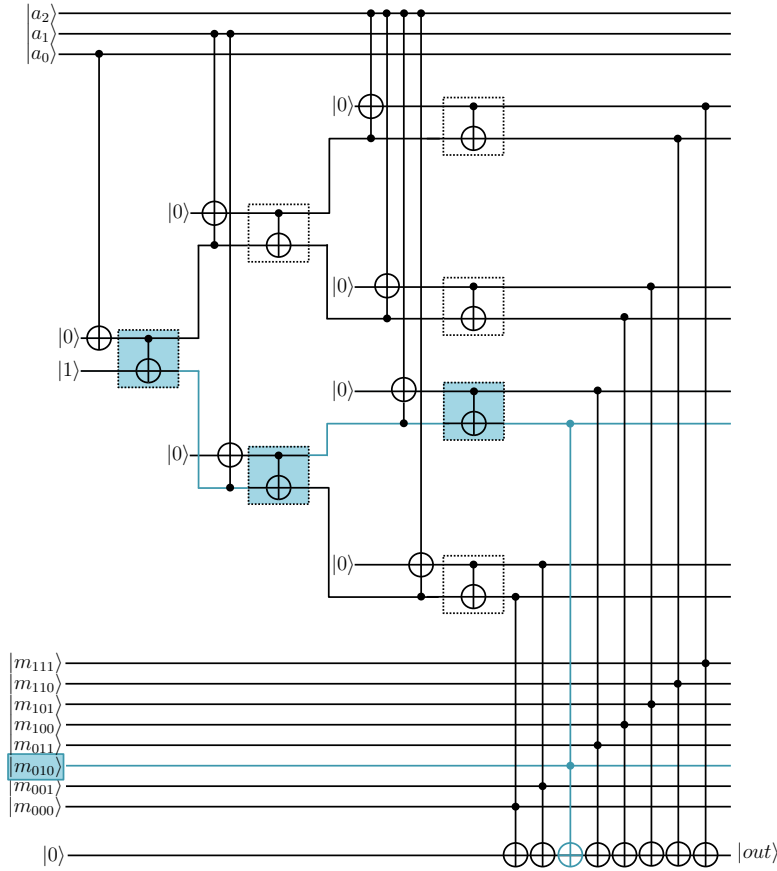 |a₂⟩
|a₁⟩
|a₀⟩
|0⟩
|0⟩
|0⟩
|0⟩
|1⟩
|0⟩
|0⟩
|0⟩
|m₁₁₁⟩
|m₁₁₀⟩
|m₁₀₁⟩
|m₁₀₀⟩
|m₀₁₁⟩
|m₀₁₀⟩
|m₀₀₁⟩
|m₀₀₀⟩
|0⟩ |out⟩